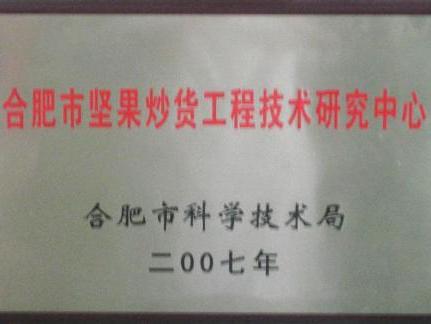 合肥市坚果炒货工程技术研究中心
合肥市科学技术局
二00七年